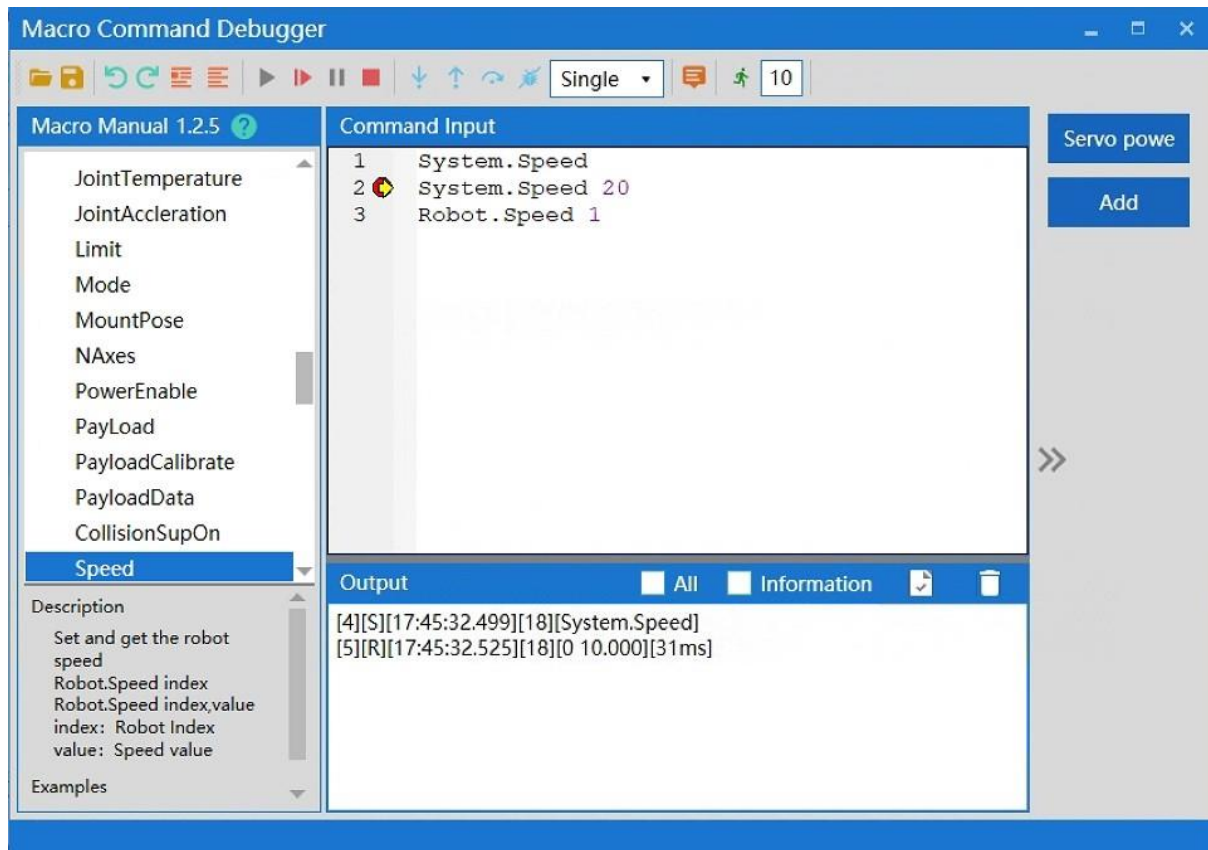 Macro Command Debugger
Single
10
Macro Manual 1.2.5 ?
JointTemperature
JointAccleration
Limit
Mode
MountPose
NAxes
PowerEnable
PayLoad
PayloadCalibrate
PayloadData
CollisionSupOn
Speed
Description
Set and get the robot
speed
Robot.Speed index
Robot.Speed index,value
index: Robot Index
value: Speed value
Examples
Command Input
1 System.Speed
2 System.Speed 20
3 Robot.Speed 1
Output All Information
[4][S][17:45:32.499][18][System.Speed]
[5][R][17:45:32.525][18][0 10.000][31ms]
Servo powe
Add